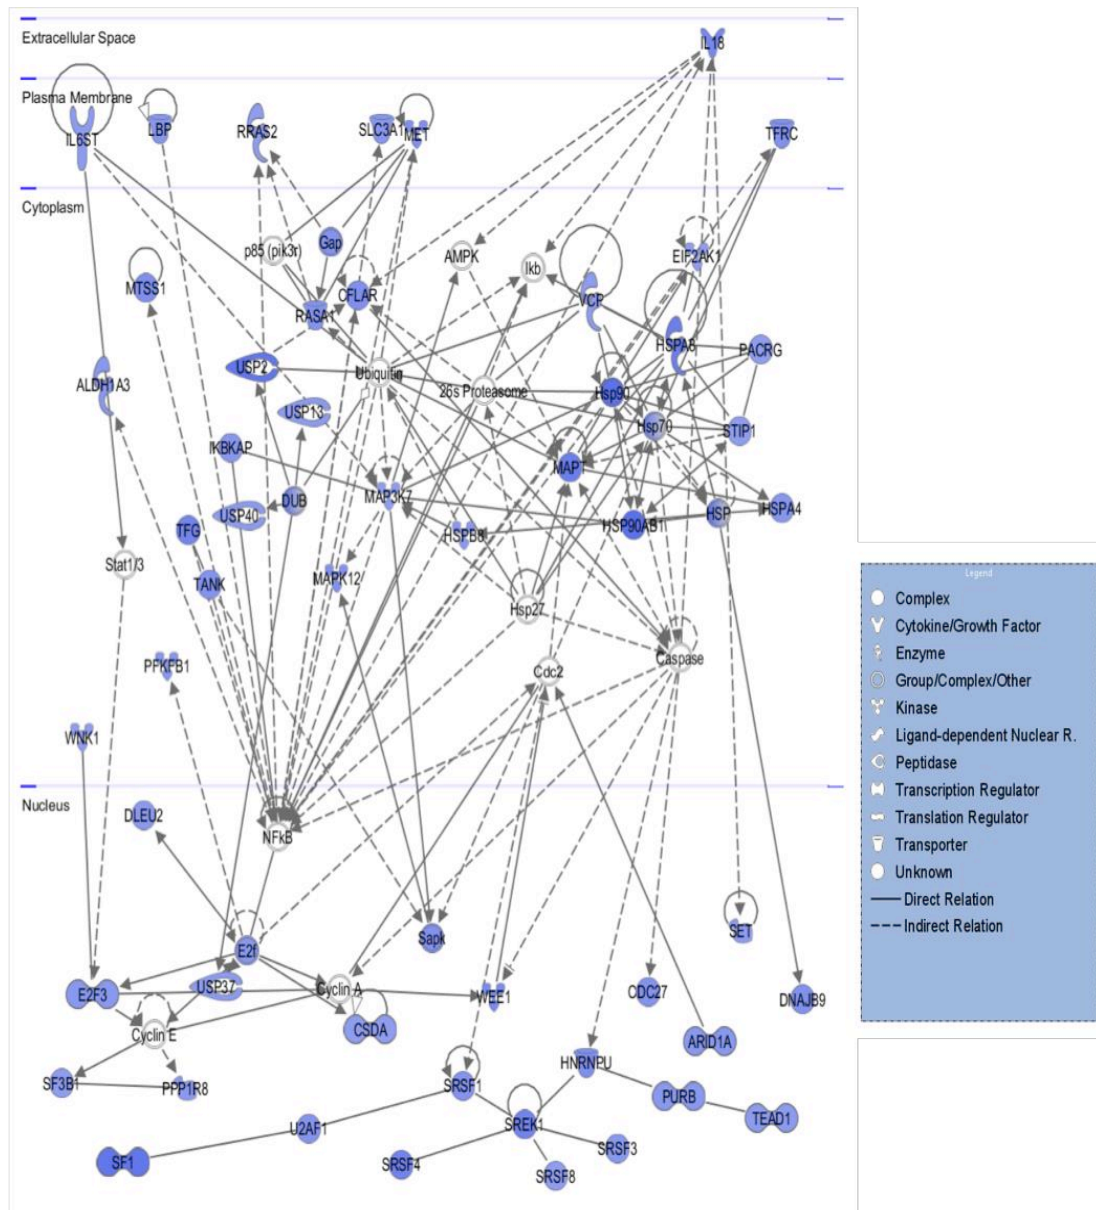 Extracellular Space
IL18
Plasma Membrane
IL6ST
LBP
RRAS2
SLC3A1
MET
TFRC
Cytoplasm
p85 (pik3r)
Gap
AMPK
Ikb
EIF2AK1
MTSS1
CFLAR
RASA1
VCP
HSPA8
PACRG
ALDH1A3
USP2
Ubiquitin
26s Proteasome
Hsp90
USP13
Hsp70
STIP1
IKBKAP
MAPT
DUB
MAP3K7
USP40
TFG
HSPB8
HSP90AB1
HSP
HSPA4
Stat1/3
TANK
MAPK12
Hsp27
PFKFB1
Cdc2
Caspase
WNK1
Nucleus
DLEU2
NFkB
E2f
Sapk
SET
E2F3
USP37
Cyclin A
WEE1
CDC27
DNAJB9
Cyclin E
CSDA
ARID1A
SF3B1
PPP1R8
SRSF1
HNRNPU
PURB
TEAD1
U2AF1
SREK1
SF1
SRSF4
SRSF8
SRSF3
Legend
Complex
Cytokine/Growth Factor
Enzyme
Group/Complex/Other
Kinase
Ligand-dependent Nuclear R.
Peptidase
Transcription Regulator
Translation Regulator
Transporter
Unknown
Direct Relation
Indirect Relation